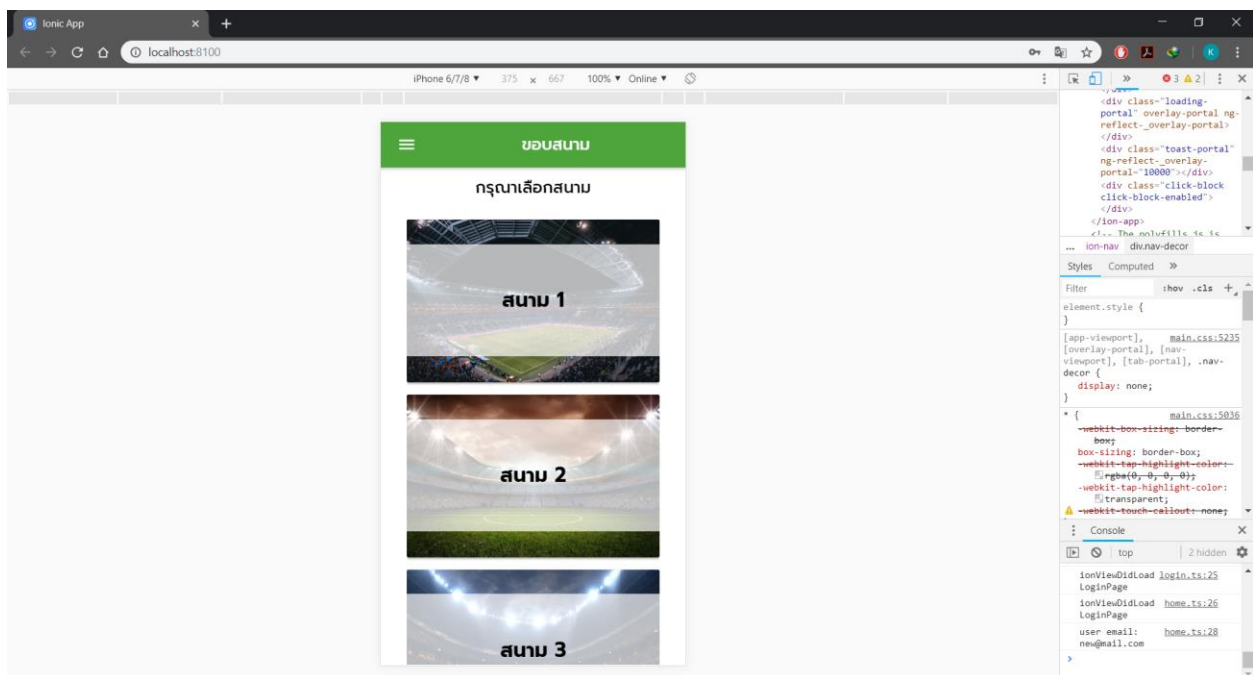 Ionic App
localhost:8100
K
iPhone 6/7/8 ▼ 375 x 667 100% ▼ Online ▼
3 2
<div class="loading-
portal" overlay-portal ng-
reflect-_overlay-portal>
</div>
<div class="toast-portal"
ng-reflect-_overlay-
portal="10000"></div>
<div class="click-block
click-block-enabled">
</div>
</ion-app>
<!-- The polyfills js is
... ion-nav div.nav-decor
Styles Computed »
Filter :hov .cls +
element.style {
}
[app-viewport], main.css:5235
[overlay-portal], [nav-
viewport], [tab-portal], .nav-
decor {
display: none;
}
* { main.css:5036
-webkit-box-sizing: border-
box;
box-sizing: border-box;
-webkit-tap-highlight-color:
rgba(0, 0, 0, 0);
-webkit-tap-highlight-color:
transparent;
-webkit-touch-callout: none;
Console
top 2 hidden
ionViewDidLoad login.ts:25
LoginPage
ionViewDidLoad home.ts:26
LoginPage
user email: home.ts:28
new@mail.com
>
ขอบสนาม
กรุณาเลือกสนาม
สนาม 1
สนาม 2
สนาม 3